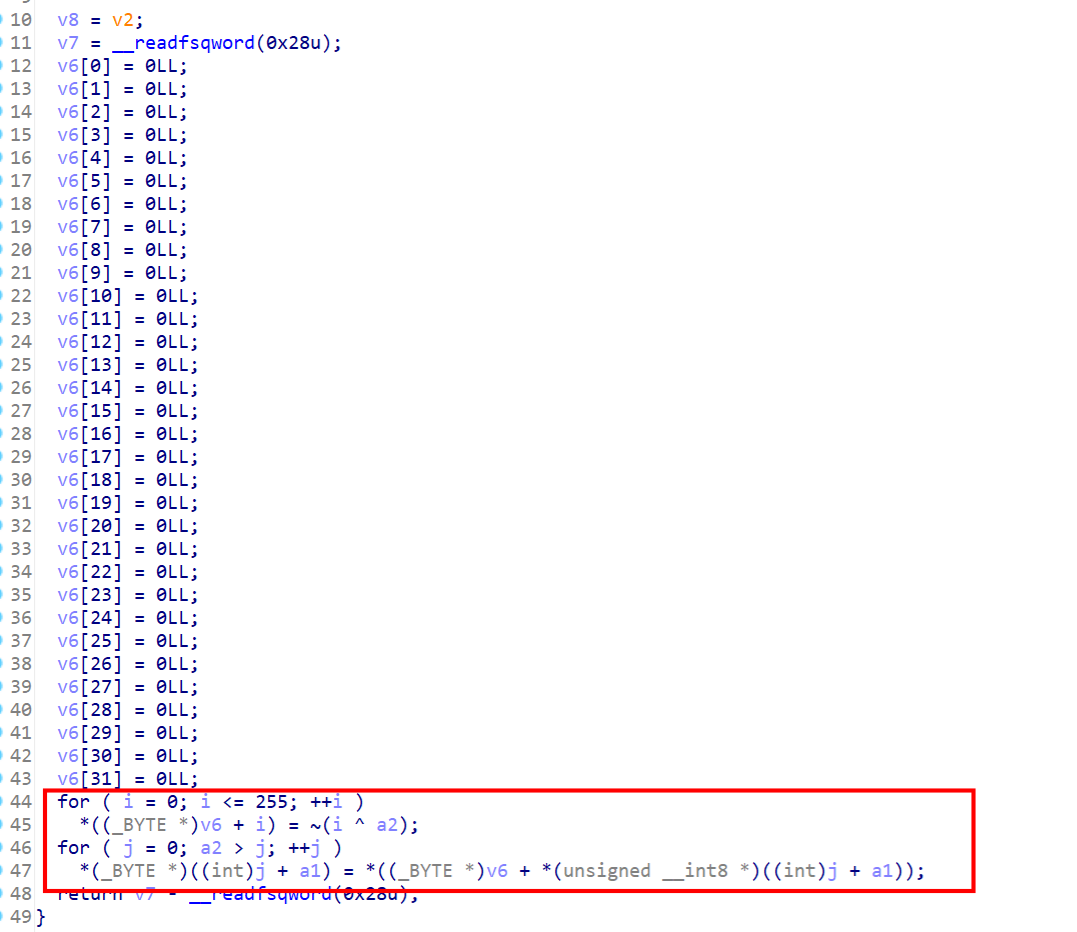 10 v8 = v2;
11 v7 = __readfsqword(0x28u);
12 v6[0] = 0LL;
13 v6[1] = 0LL;
14 v6[2] = 0LL;
15 v6[3] = 0LL;
16 v6[4] = 0LL;
17 v6[5] = 0LL;
18 v6[6] = 0LL;
19 v6[7] = 0LL;
20 v6[8] = 0LL;
21 v6[9] = 0LL;
22 v6[10] = 0LL;
23 v6[11] = 0LL;
24 v6[12] = 0LL;
25 v6[13] = 0LL;
26 v6[14] = 0LL;
27 v6[15] = 0LL;
28 v6[16] = 0LL;
29 v6[17] = 0LL;
30 v6[18] = 0LL;
31 v6[19] = 0LL;
32 v6[20] = 0LL;
33 v6[21] = 0LL;
34 v6[22] = 0LL;
35 v6[23] = 0LL;
36 v6[24] = 0LL;
37 v6[25] = 0LL;
38 v6[26] = 0LL;
39 v6[27] = 0LL;
40 v6[28] = 0LL;
41 v6[29] = 0LL;
42 v6[30] = 0LL;
43 v6[31] = 0LL;
44 for ( i = 0; i <= 255; ++i )
45 *((_BYTE *)v6 + i) = ~(i ^ a2);
46 for ( j = 0; a2 > j; ++j )
47 *(_BYTE *)((int)j + a1) = *((_BYTE *)v6 + *(unsigned __int8 *)((int)j + a1));
48 return v7 - __readfsqword(0x28u);
49 }